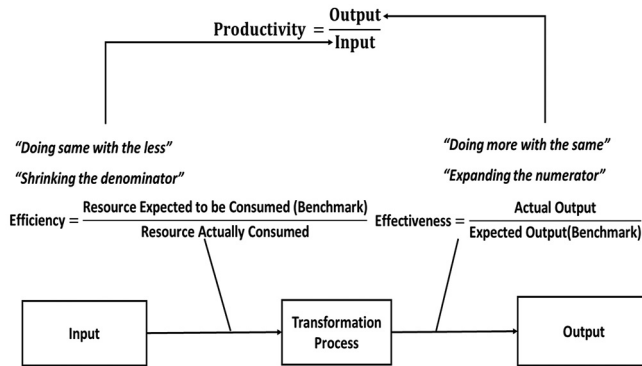 Productivity = Output / Input
“Doing same with the less”
“Shrinking the denominator”
“Doing more with the same”
“Expanding the numerator”
Efficiency = Resource Expected to be Consumed (Benchmark) / Resource Actually Consumed
Effectiveness = Actual Output / Expected Output(Benchmark)
Input
Transformation
Process
Output